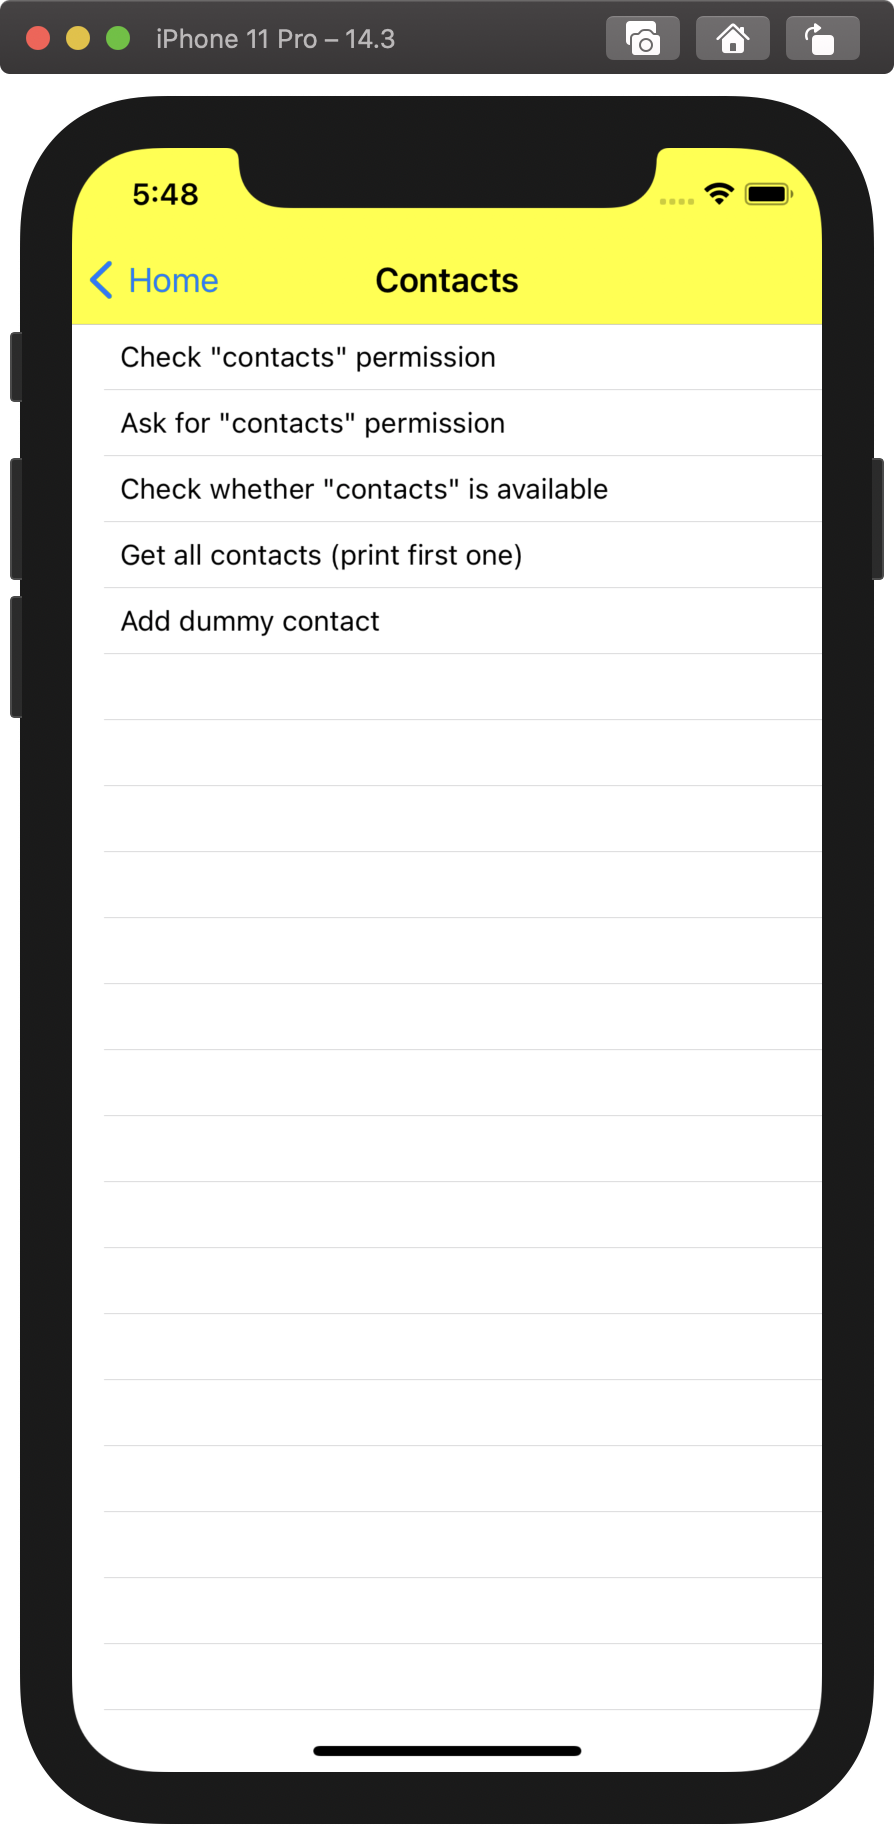 iPhone 11 Pro – 14.3
5:48
Home Contacts
Check "contacts" permission
Ask for "contacts" permission
Check whether "contacts" is available
Get all contacts (print first one)
Add dummy contact